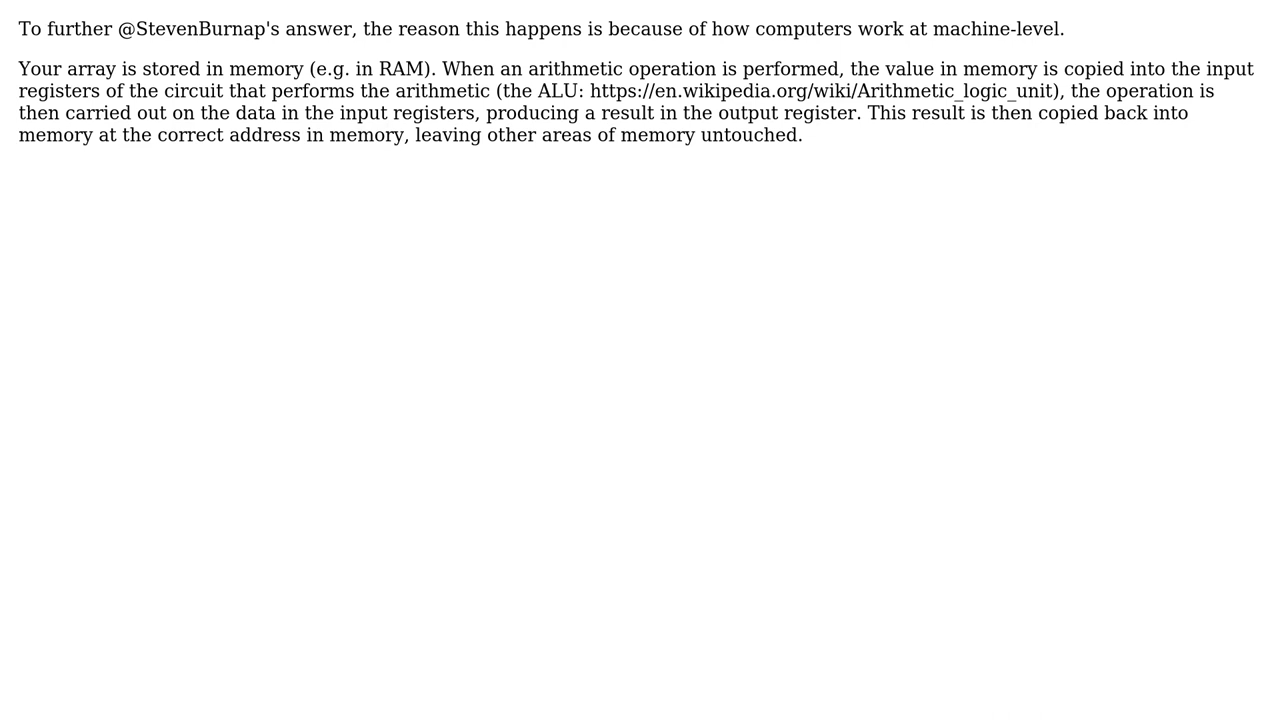 To further @StevenBurnap's answer, the reason this happens is because of how computers work at machine-level.
Your array is stored in memory (e.g. in RAM). When an arithmetic operation is performed, the value in memory is copied into the input
registers of the circuit that performs the arithmetic (the ALU: https://en.wikipedia.org/wiki/Arithmetic_logic_unit), the operation is
then carried out on the data in the input registers, producing a result in the output register. This result is then copied back into
memory at the correct address in memory, leaving other areas of memory untouched.